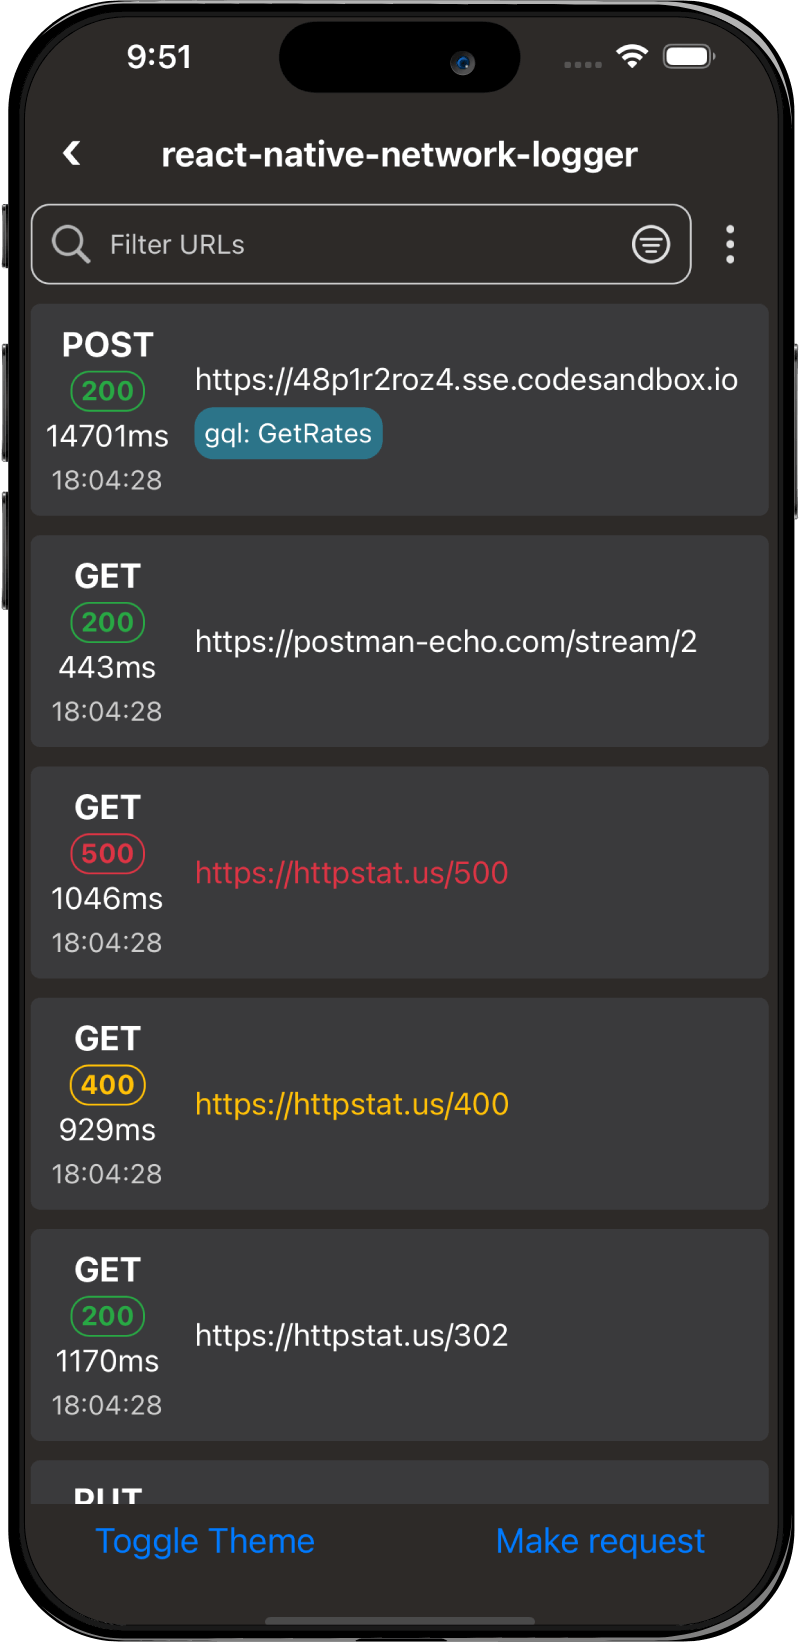 9:51
react-native-network-logger
Filter URLs
POST
200
14701ms
18:04:28
https://48p1r2roz4.sse.codesandbox.io
gql: GetRates
GET
200
443ms
18:04:28
https://postman-echo.com/stream/2
GET
500
1046ms
18:04:28
https://httpstat.us/500
GET
400
929ms
18:04:28
https://httpstat.us/400
GET
200
1170ms
18:04:28
https://httpstat.us/302
PUT
Toggle Theme
Make request